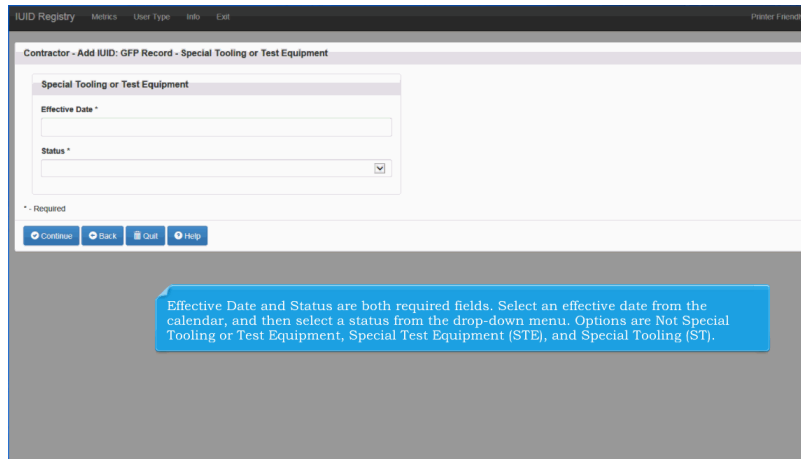 IUID Registry Metrics User Type Info Exit Printer Friendly
Contractor - Add IUID: GFP Record - Special Tooling or Test Equipment
Special Tooling or Test Equipment
Effective Date *
Status *
* - Required
Continue Back Quit Help
Effective Date and Status are both required fields. Select an effective date from the
calendar, and then select a status from the drop-down menu. Options are Not Special
Tooling or Test Equipment, Special Test Equipment (STE), and Special Tooling (ST).